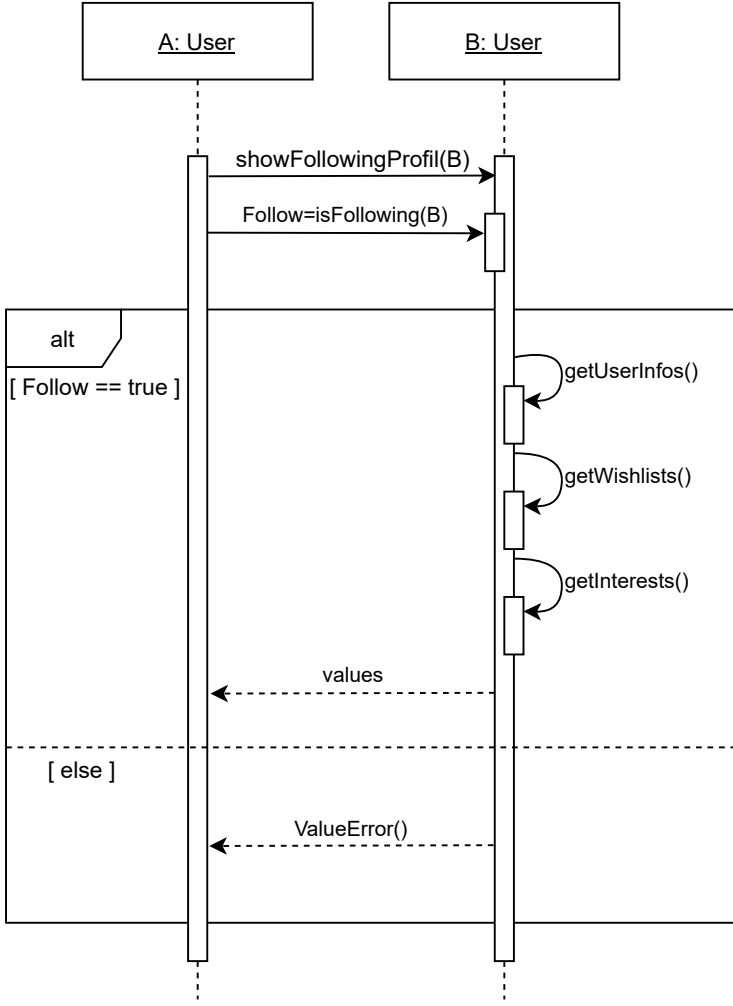 A: User
B: User
showFollowingProfil(B)
Follow=isFollowing(B)
alt
[ Follow == true ]
getUserInfos()
getWishlists()
getInterests()
values
[ else ]
ValueError()